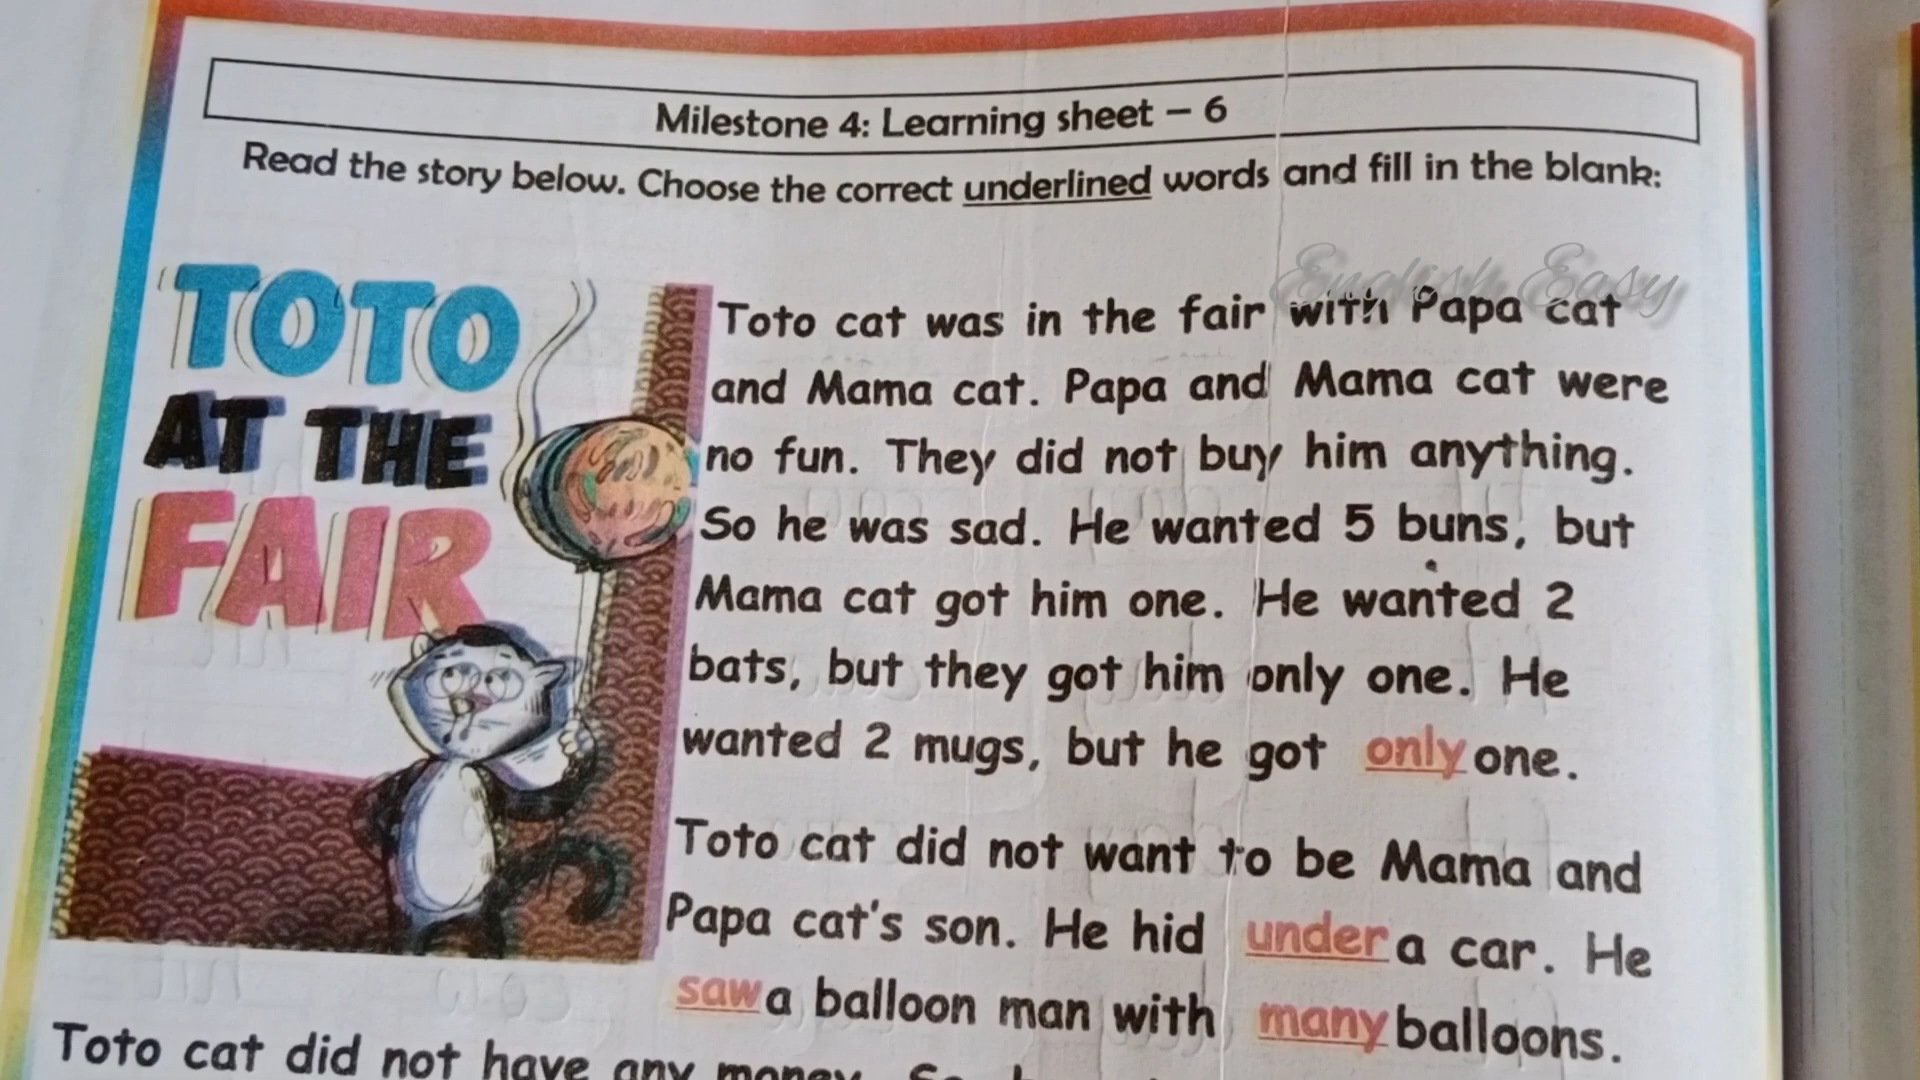 Milestone 4: Learning sheet – 6
Read the story below. Choose the correct underlined words and fill in the blank:
English Easy
TOTO
AT THE
FAIR
Toto cat was in the fair with Papa cat
and Mama cat. Papa and Mama cat were
no fun. They did not buy him anything.
So he was sad. He wanted 5 buns, but
Mama cat got him one. He wanted 2
bats, but they got him only one. He
wanted 2 mugs, but he got only one.
Toto cat did not want to be Mama and
Papa cat's son. He hid under a car. He
saw a balloon man with many balloons.
Toto cat did not have any money. So